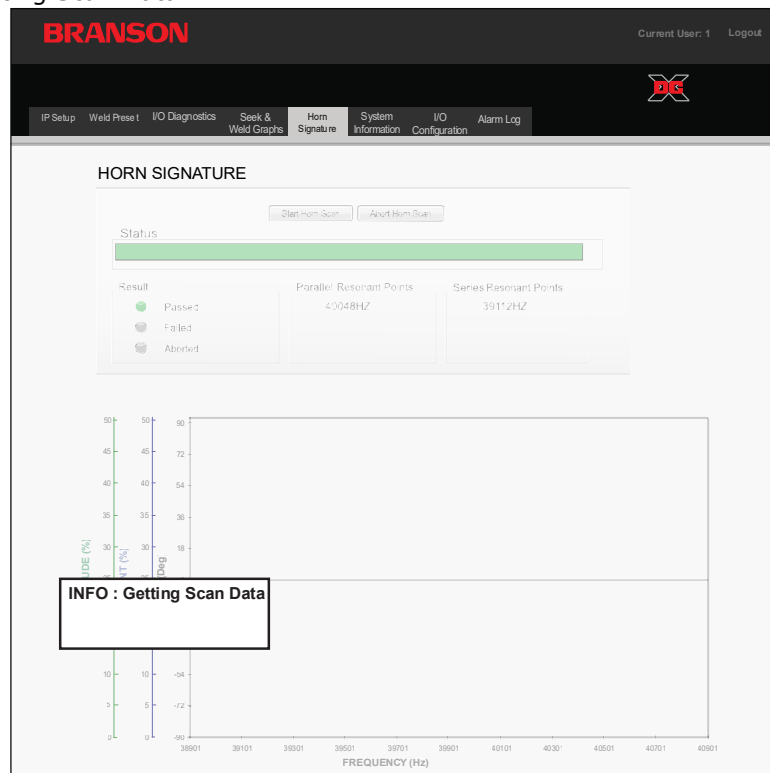 BRANSON
Current User: 1 Logout
IP Setup Weld Preset I/O Diagnostics Seek & Weld Graphs Horn Signature System Information I/O Configuration Alarm Log
HORN SIGNATURE
Start Horn Scan Abort Horn Scan
Status
Result
Passed
Failed
Aborted
Parallel Resonant Points
40048HZ
Series Resonant Points
39112HZ
50 50 90
45 45 72
40 40 54
35 35 36
30 30 18
(%) (%) (Deg
INFO : Getting Scan Data
10 10 -54
5 5 -72
0 0 -90
38901 39101 39301 39501 39701 39901 40101 40301 40501 40701 40901
FREQUENCY (Hz)